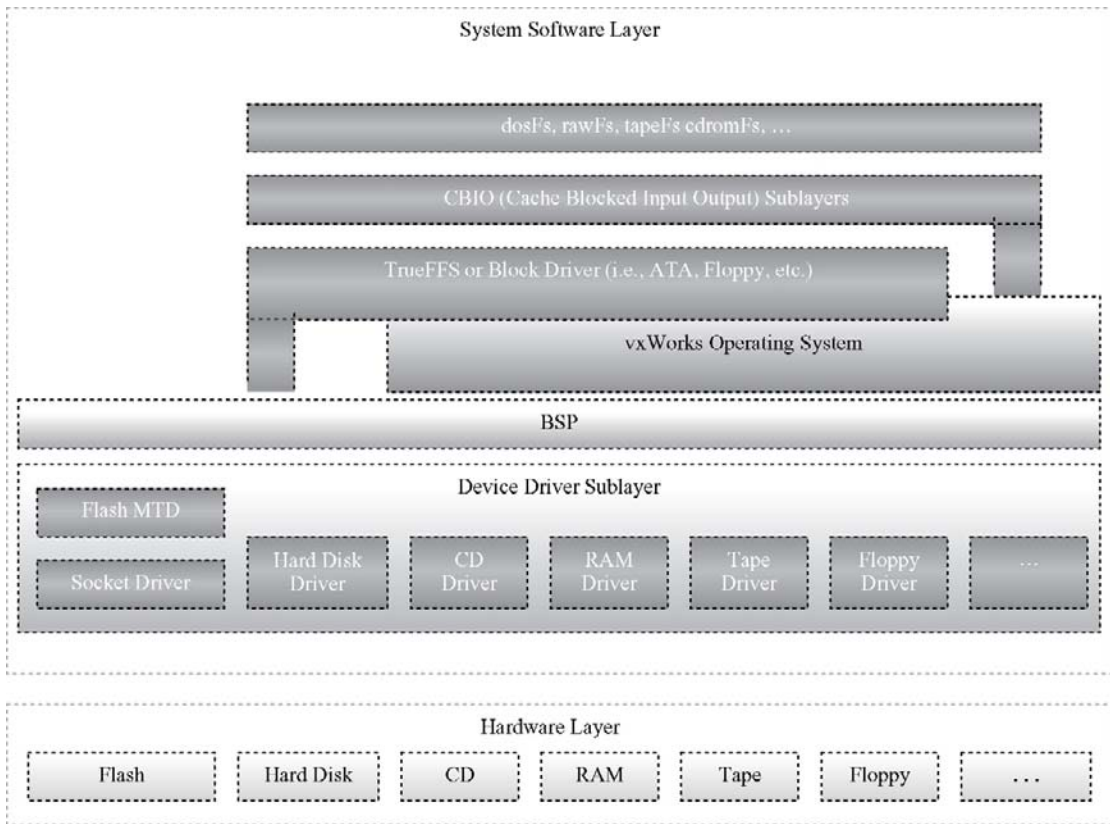 System Software Layer
dosFs, rawFs, tapeFs cdromFs, …
CBIO (Cache Blocked Input Output) Sublayers
TrueFFS or Block Driver (i.e., ATA, Floppy, etc.)
vxWorks Operating System
BSP
Device Driver Sublayer
Flash MTD
Socket Driver
Hard Disk
Driver
CD
Driver
RAM
Driver
Tape
Driver
Floppy
Driver
…
Hardware Layer
Flash
Hard Disk
CD
RAM
Tape
Floppy
. . .